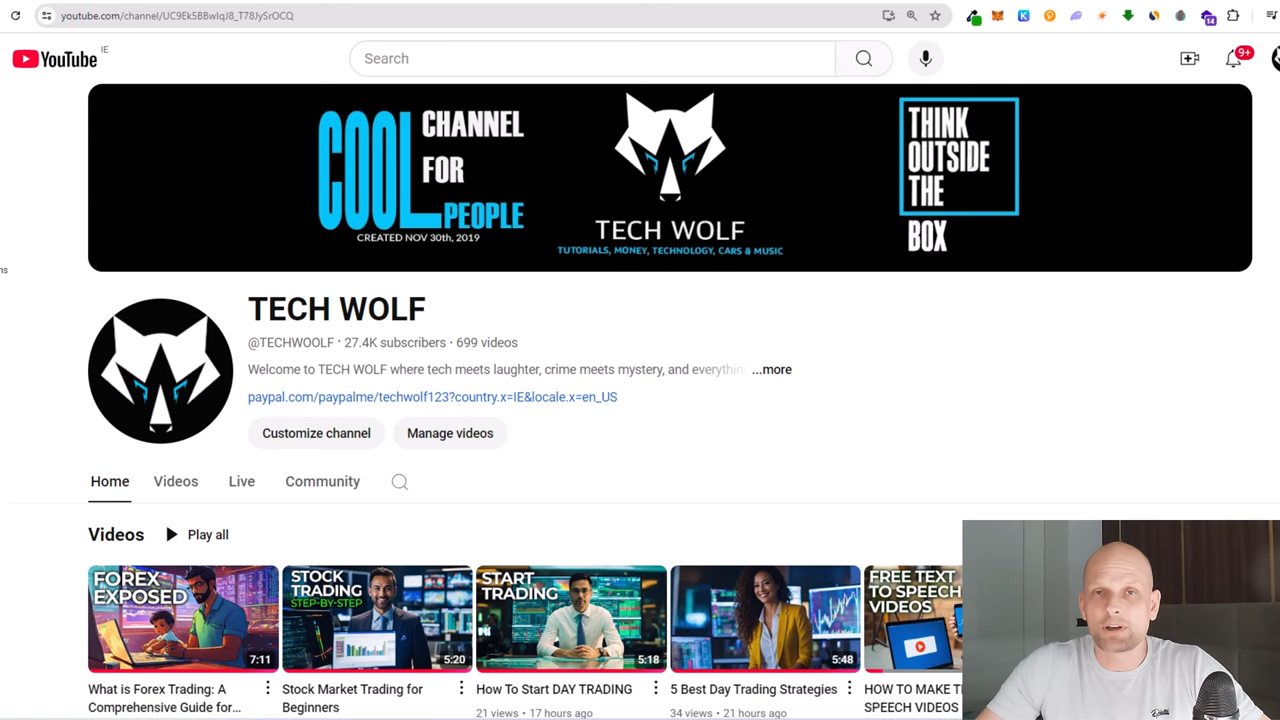 youtube.com/channel/UC9Ek5BBwIqJ8_T78JySrOCQ
14
YouTube IE
Search
9+
COOL CHANNEL FOR PEOPLE
CREATED NOV 30th, 2019
TECH WOLF
TUTORIALS, MONEY, TECHNOLOGY, CARS & MUSIC
THINK
OUTSIDE
THE
BOX
ns
TECH WOLF
@TECHWOOLF · 27.4K subscribers · 699 videos
Welcome to TECH WOLF where tech meets laughter, crime meets mystery, and everythin ...more
paypal.com/paypalme/techwolf123?country.x=IE&locale.x=en_US
Customize channel Manage videos
Home Videos Live Community
Videos Play all
FOREX
EXPOSED
7:11
STOCK
TRADING
STEP-BY-STEP
5:20
START
TRADING
5:18
5:48
FREE TEXT
TO SPEECH
VIDEOS
What is Forex Trading: A
Comprehensive Guide for...
Stock Market Trading for
Beginners
How To Start DAY TRADING
21 views • 17 hours ago
5 Best Day Trading Strategies
34 views • 21 hours ago
HOW TO MAKE T
SPEECH VIDEOS